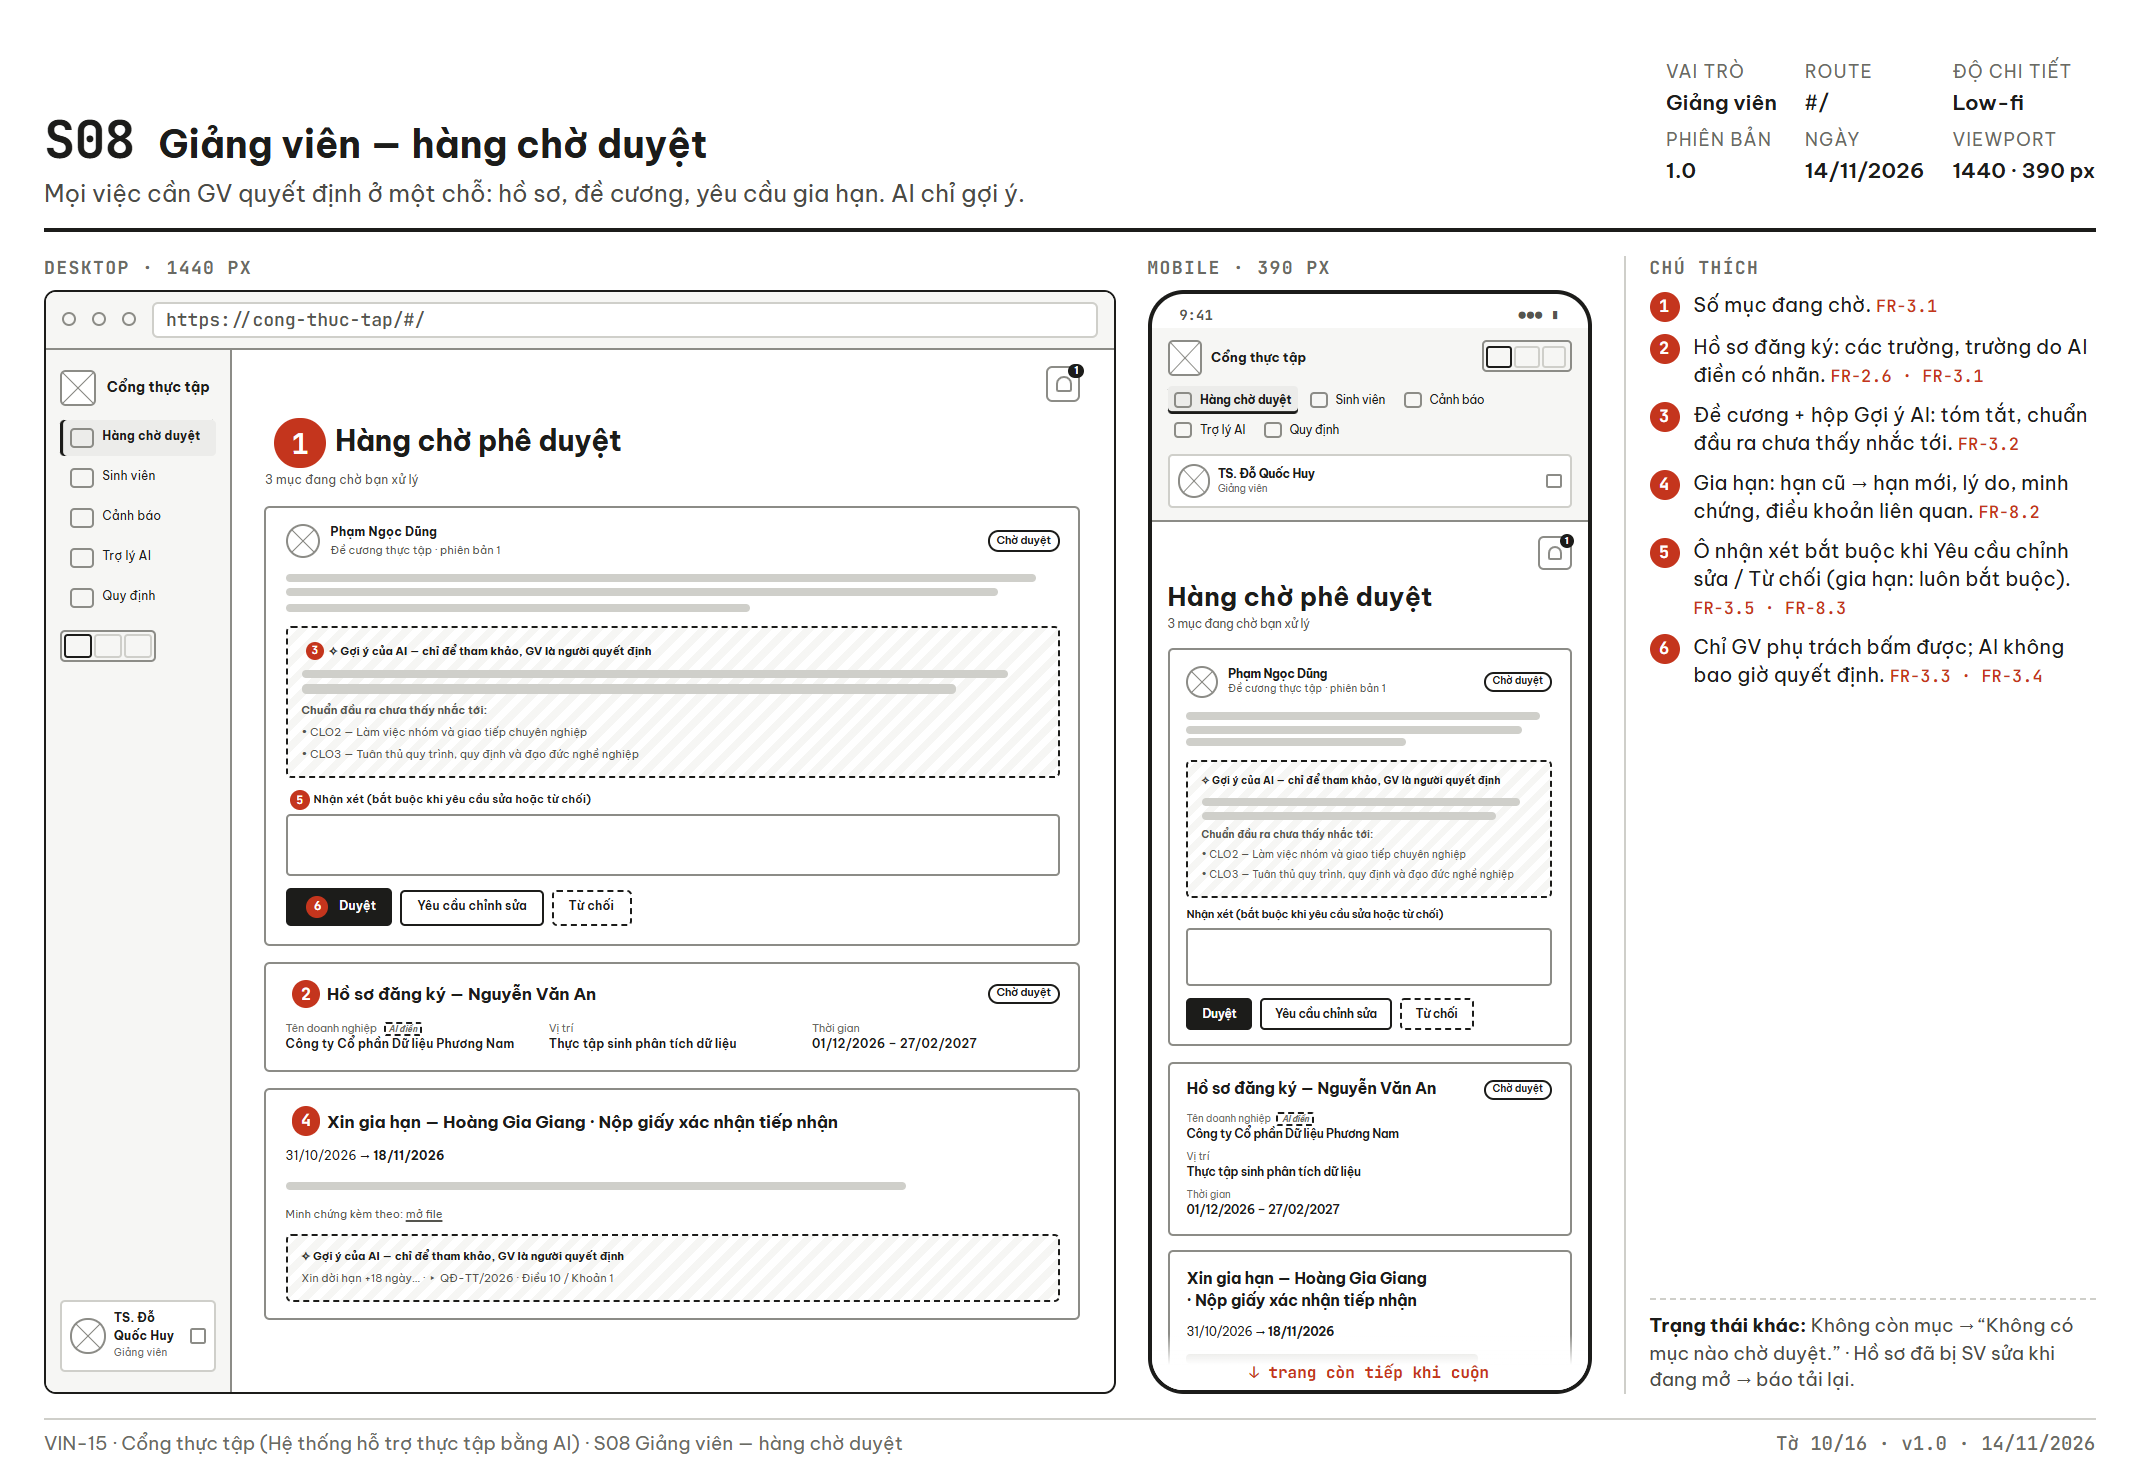 VAI TRÒ
ROUTE
ĐỘ CHI TIẾT
Giảng viên
#/
Low-fi
PHIÊN BẢN
NGÀY
VIEWPORT
1.0
14/11/2026
1440 · 390 px
S08 Giảng viên — hàng chờ duyệt
Mọi việc cần GV quyết định ở một chỗ: hồ sơ, đề cương, yêu cầu gia hạn. AI chỉ gợi ý.
DESKTOP · 1440 PX
https://cong-thuc-tap/#/
Cổng thực tập
Hàng chờ duyệt
Sinh viên
Cảnh báo
Trợ lý AI
Quy định
TS. Đỗ
Quốc Huy
Giảng viên
1
1 Hàng chờ phê duyệt
3 mục đang chờ bạn xử lý
Phạm Ngọc Dũng
Đề cương thực tập · phiên bản 1
Chờ duyệt
3 ✧ Gợi ý của AI — chỉ để tham khảo, GV là người quyết định
Chuẩn đầu ra chưa thấy nhắc tới:
• CLO2 — Làm việc nhóm và giao tiếp chuyên nghiệp
• CLO3 — Tuân thủ quy trình, quy định và đạo đức nghề nghiệp
5 Nhận xét (bắt buộc khi yêu cầu sửa hoặc từ chối)
6 Duyệt
Yêu cầu chỉnh sửa
Từ chối
2 Hồ sơ đăng ký — Nguyễn Văn An
Chờ duyệt
Tên doanh nghiệp AI điền
Công ty Cổ phần Dữ liệu Phương Nam
Vị trí
Thực tập sinh phân tích dữ liệu
Thời gian
01/12/2026 – 27/02/2027
4 Xin gia hạn — Hoàng Gia Giang · Nộp giấy xác nhận tiếp nhận
31/10/2026 → 18/11/2026
Minh chứng kèm theo: mở file
✧ Gợi ý của AI — chỉ để tham khảo, GV là người quyết định
Xin dời hạn +18 ngày… · ‣ QĐ-TT/2026 · Điều 10 / Khoản 1
MOBILE · 390 PX
9:41
Cổng thực tập
Hàng chờ duyệt
Sinh viên
Cảnh báo
Trợ lý AI
Quy định
TS. Đỗ Quốc Huy
Giảng viên
1
Hàng chờ phê duyệt
3 mục đang chờ bạn xử lý
Phạm Ngọc Dũng
Đề cương thực tập · phiên bản 1
Chờ duyệt
✧ Gợi ý của AI — chỉ để tham khảo, GV là người quyết định
Chuẩn đầu ra chưa thấy nhắc tới:
• CLO2 — Làm việc nhóm và giao tiếp chuyên nghiệp
• CLO3 — Tuân thủ quy trình, quy định và đạo đức nghề nghiệp
Nhận xét (bắt buộc khi yêu cầu sửa hoặc từ chối)
Duyệt
Yêu cầu chỉnh sửa
Từ chối
Hồ sơ đăng ký — Nguyễn Văn An
Chờ duyệt
Tên doanh nghiệp AI điền
Công ty Cổ phần Dữ liệu Phương Nam
Vị trí
Thực tập sinh phân tích dữ liệu
Thời gian
01/12/2026 – 27/02/2027
Xin gia hạn — Hoàng Gia Giang
· Nộp giấy xác nhận tiếp nhận
31/10/2026 → 18/11/2026
↓ trang còn tiếp khi cuộn
CHÚ THÍCH
1 Số mục đang chờ. FR-3.1
2 Hồ sơ đăng ký: các trường, trường do AI
điền có nhãn. FR-2.6 · FR-3.1
3 Đề cương + hộp Gợi ý AI: tóm tắt, chuẩn
đầu ra chưa thấy nhắc tới. FR-3.2
4 Gia hạn: hạn cũ → hạn mới, lý do, minh
chứng, điều khoản liên quan. FR-8.2
5 Ô nhận xét bắt buộc khi Yêu cầu chỉnh
sửa / Từ chối (gia hạn: luôn bắt buộc).
FR-3.5 · FR-8.3
6 Chỉ GV phụ trách bấm được; AI không
bao giờ quyết định. FR-3.3 · FR-3.4
Trạng thái khác: Không còn mục → “Không có
mục nào chờ duyệt.” · Hồ sơ đã bị SV sửa khi
đang mở → báo tải lại.
VIN-15 · Cổng thực tập (Hệ thống hỗ trợ thực tập bằng AI) · S08 Giảng viên — hàng chờ duyệt
Tờ 10/16 · v1.0 · 14/11/2026